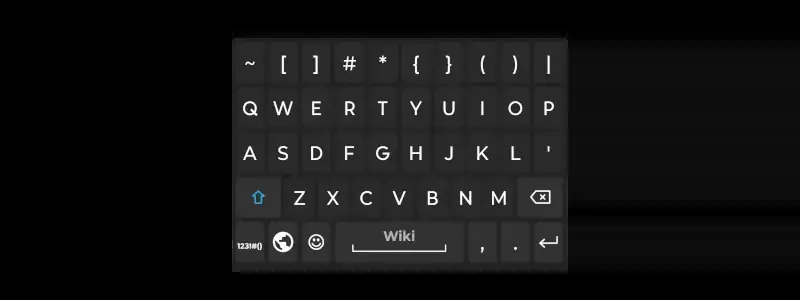 ~ [ ] # * { } ( ) |
Q W E R T Y U I O P
A S D F G H J K L '
Z X C V B N M
123!#() Wiki , .